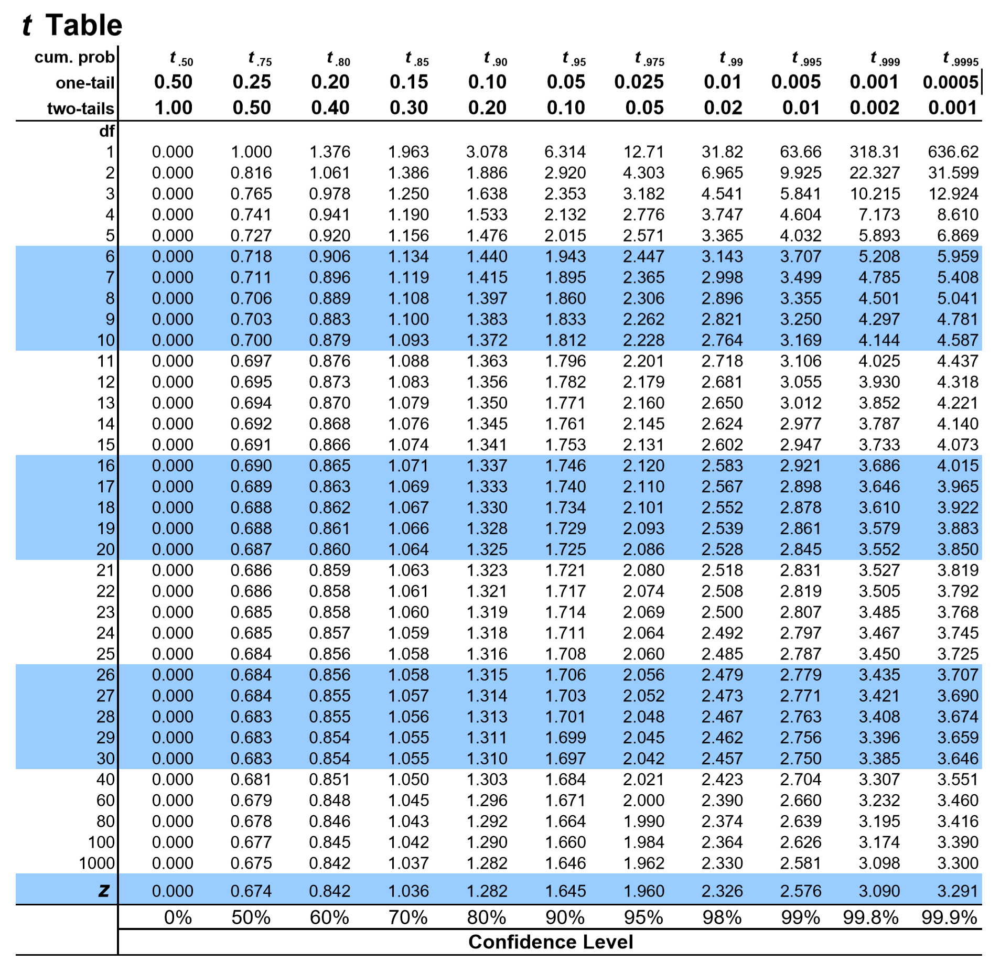 t Table
cum. prob t .50 t .75 t .80 t .85 t .90 t .95 t .975 t .99 t .995 t .999 t .9995
one-tail 0.50 0.25 0.20 0.15 0.10 0.05 0.025 0.01 0.005 0.001 0.0005
two-tails 1.00 0.50 0.40 0.30 0.20 0.10 0.05 0.02 0.01 0.002 0.001
df
1 0.000 1.000 1.376 1.963 3.078 6.314 12.71 31.82 63.66 318.31 636.62
2 0.000 0.816 1.061 1.386 1.886 2.920 4.303 6.965 9.925 22.327 31.599
3 0.000 0.765 0.978 1.250 1.638 2.353 3.182 4.541 5.841 10.215 12.924
4 0.000 0.741 0.941 1.190 1.533 2.132 2.776 3.747 4.604 7.173 8.610
5 0.000 0.727 0.920 1.156 1.476 2.015 2.571 3.365 4.032 5.893 6.869
6 0.000 0.718 0.906 1.134 1.440 1.943 2.447 3.143 3.707 5.208 5.959
7 0.000 0.711 0.896 1.119 1.415 1.895 2.365 2.998 3.499 4.785 5.408
8 0.000 0.706 0.889 1.108 1.397 1.860 2.306 2.896 3.355 4.501 5.041
9 0.000 0.703 0.883 1.100 1.383 1.833 2.262 2.821 3.250 4.297 4.781
10 0.000 0.700 0.879 1.093 1.372 1.812 2.228 2.764 3.169 4.144 4.587
11 0.000 0.697 0.876 1.088 1.363 1.796 2.201 2.718 3.106 4.025 4.437
12 0.000 0.695 0.873 1.083 1.356 1.782 2.179 2.681 3.055 3.930 4.318
13 0.000 0.694 0.870 1.079 1.350 1.771 2.160 2.650 3.012 3.852 4.221
14 0.000 0.692 0.868 1.076 1.345 1.761 2.145 2.624 2.977 3.787 4.140
15 0.000 0.691 0.866 1.074 1.341 1.753 2.131 2.602 2.947 3.733 4.073
16 0.000 0.690 0.865 1.071 1.337 1.746 2.120 2.583 2.921 3.686 4.015
17 0.000 0.689 0.863 1.069 1.333 1.740 2.110 2.567 2.898 3.646 3.965
18 0.000 0.688 0.862 1.067 1.330 1.734 2.101 2.552 2.878 3.610 3.922
19 0.000 0.688 0.861 1.066 1.328 1.729 2.093 2.539 2.861 3.579 3.883
20 0.000 0.687 0.860 1.064 1.325 1.725 2.086 2.528 2.845 3.552 3.850
21 0.000 0.686 0.859 1.063 1.323 1.721 2.080 2.518 2.831 3.527 3.819
22 0.000 0.686 0.858 1.061 1.321 1.717 2.074 2.508 2.819 3.505 3.792
23 0.000 0.685 0.858 1.060 1.319 1.714 2.069 2.500 2.807 3.485 3.768
24 0.000 0.685 0.857 1.059 1.318 1.711 2.064 2.492 2.797 3.467 3.745
25 0.000 0.684 0.856 1.058 1.316 1.708 2.060 2.485 2.787 3.450 3.725
26 0.000 0.684 0.856 1.058 1.315 1.706 2.056 2.479 2.779 3.435 3.707
27 0.000 0.684 0.855 1.057 1.314 1.703 2.052 2.473 2.771 3.421 3.690
28 0.000 0.683 0.855 1.056 1.313 1.701 2.048 2.467 2.763 3.408 3.674
29 0.000 0.683 0.854 1.055 1.311 1.699 2.045 2.462 2.756 3.396 3.659
30 0.000 0.683 0.854 1.055 1.310 1.697 2.042 2.457 2.750 3.385 3.646
40 0.000 0.681 0.851 1.050 1.303 1.684 2.021 2.423 2.704 3.307 3.551
60 0.000 0.679 0.848 1.045 1.296 1.671 2.000 2.390 2.660 3.232 3.460
80 0.000 0.678 0.846 1.043 1.292 1.664 1.990 2.374 2.639 3.195 3.416
100 0.000 0.677 0.845 1.042 1.290 1.660 1.984 2.364 2.626 3.174 3.390
1000 0.000 0.675 0.842 1.037 1.282 1.646 1.962 2.330 2.581 3.098 3.300
z 0.000 0.674 0.842 1.036 1.282 1.645 1.960 2.326 2.576 3.090 3.291
0% 50% 60% 70% 80% 90% 95% 98% 99% 99.8% 99.9%
Confidence Level